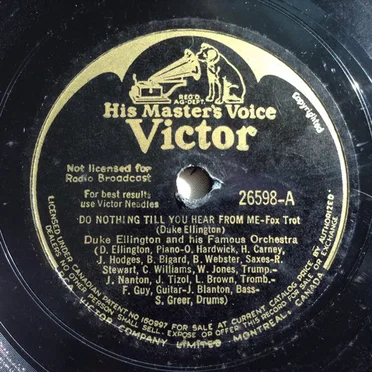 REG'D
AG-DEPT.
Copyrighted
His Master's Voice
Victor
Not licensed for
Radio Broadcast
For best results
use Victor Needles
26598-A
DO NOTHING TILL YOU HEAR FROM ME-Fox Trot
(Duke Ellington)
Duke Ellington and his Famous Orchestra
(D. Ellington, Piano-O. Hardwick, H. Carney,
J. Hodges, B. Bigard, B. Webster, Saxes-R.
Stewart, C. Williams, W. Jones, Trump.—
J. Nanton, J. Tizol, L. Brown, Tromb.—
F. Guy, Guitar-J. Blanton, Bass-
S. Greer, Drums)
LICENSED UNDER CANADIAN PATENT NO 150997 FOR SALE AT CURRENT CATALOG PRICE BY AUTHORIZED
DEALERS NO OTHER PERSON SHALL SELL, EXPOSE OR OFFER THIS RECORD FOR SALE OR EXCHANGE
VICTOR COMPANY LIMITED MONTREAL, CANADA